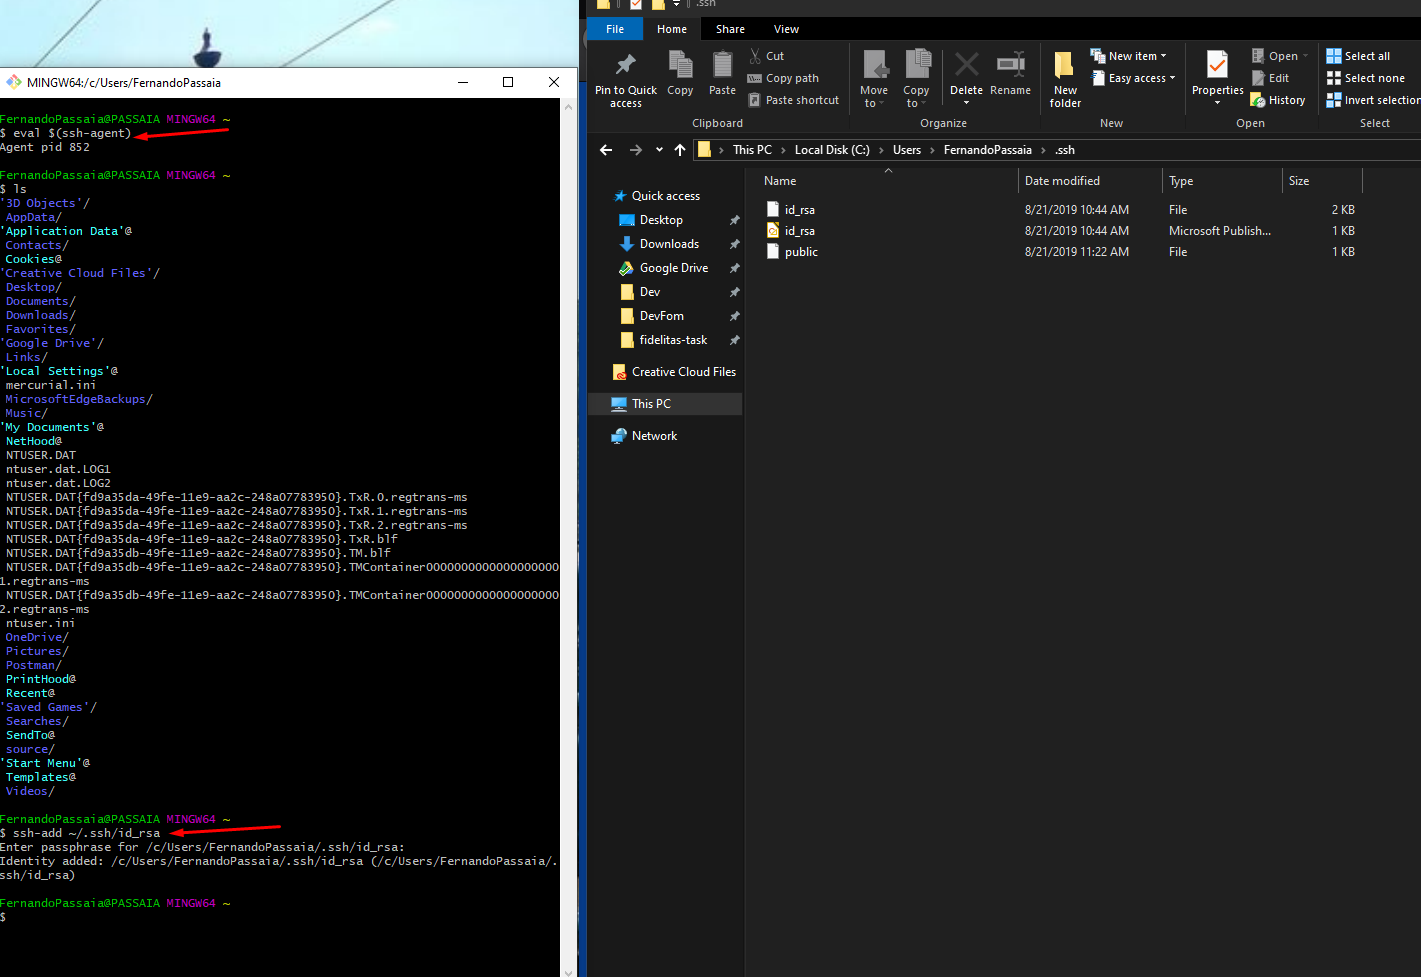 MINGW64:/c/Users/FernandoPassaia
FernandoPassaia@PASSAIA MINGW64 ~
$ eval $(ssh-agent)
Agent pid 852
FernandoPassaia@PASSAIA MINGW64 ~
$ ls
'3D Objects'/
AppData/
'Application Data'@
Contacts/
Cookies@
'Creative Cloud Files'/
Desktop/
Documents/
Downloads/
Favorites/
'Google Drive'/
Links/
'Local Settings'@
mercurial.ini
MicrosoftEdgeBackups/
Music/
'My Documents'@
NetHood@
NTUSER.DAT
ntuser.dat.LOG1
ntuser.dat.LOG2
NTUSER.DAT{fd9a35da-49fe-11e9-aa2c-248a07783950}.TxR.0.regtrans-ms
NTUSER.DAT{fd9a35da-49fe-11e9-aa2c-248a07783950}.TxR.1.regtrans-ms
NTUSER.DAT{fd9a35da-49fe-11e9-aa2c-248a07783950}.TxR.2.regtrans-ms
NTUSER.DAT{fd9a35da-49fe-11e9-aa2c-248a07783950}.TxR.blf
NTUSER.DAT{fd9a35db-49fe-11e9-aa2c-248a07783950}.TM.blf
NTUSER.DAT{fd9a35db-49fe-11e9-aa2c-248a07783950}.TMContainer0000000000000000000
1.regtrans-ms
NTUSER.DAT{fd9a35db-49fe-11e9-aa2c-248a07783950}.TMContainer0000000000000000000
2.regtrans-ms
ntuser.ini
OneDrive/
Pictures/
Postman/
PrintHood@
Recent@
'Saved Games'/
Searches/
SendTo@
source/
'Start Menu'@
Templates@
Videos/
FernandoPassaia@PASSAIA MINGW64 ~
$ ssh-add ~/.ssh/id_rsa
Enter passphrase for /c/Users/FernandoPassaia/.ssh/id_rsa:
Identity added: /c/Users/FernandoPassaia/.ssh/id_rsa (/c/Users/FernandoPassaia/.
ssh/id_rsa)
FernandoPassaia@PASSAIA MINGW64 ~
$
.ssh
File Home Share View
Pin to Quick access
Copy
Paste
Cut
Copy path
Paste shortcut
Clipboard
Move to
Copy to
Delete
Rename
Organize
New folder
New item
Easy access
New
Properties
Open
Edit
History
Open
Select all
Select none
Invert selection
Select
This PC > Local Disk (C:) > Users > FernandoPassaia > .ssh
Quick access
Desktop
Downloads
Google Drive
Dev
DevFom
fidelitas-task
Creative Cloud Files
This PC
Network
Name Date modified Type Size
id_rsa 8/21/2019 10:44 AM File 2 KB
id_rsa 8/21/2019 10:44 AM Microsoft Publish... 1 KB
public 8/21/2019 11:22 AM File 1 KB